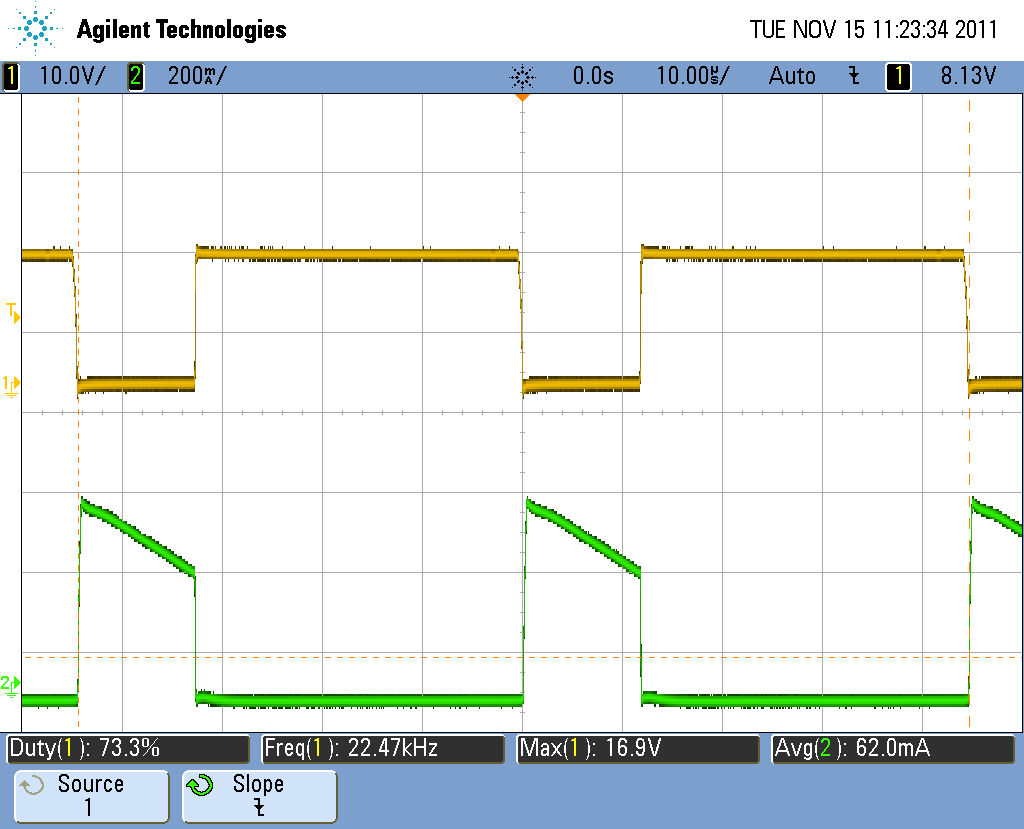 Agilent Technologies TUE NOV 15 11:23:34 2011
1 10.0V/ 2 200m/ 0.0s 10.00µs/ Auto 1 8.13V
T
1
2
Duty(1): 73.3% Freq(1): 22.47kHz Max(1): 16.9V Avg(2): 62.0mA
Source Slope
1